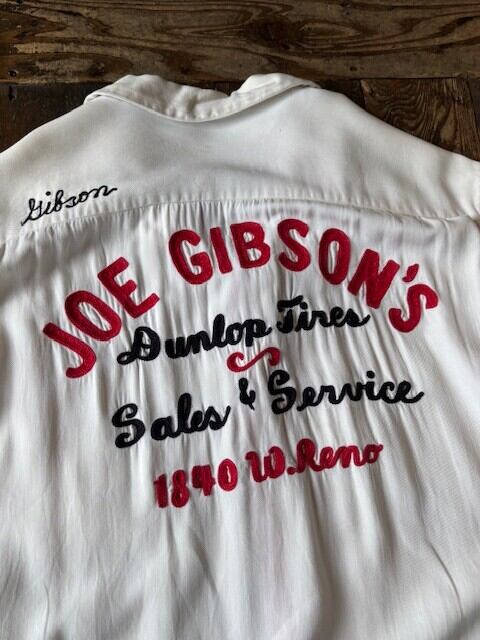 Gibson
JOE GIBSON'S
Dunlop Tires
Sales & Service
1840 W. Reno